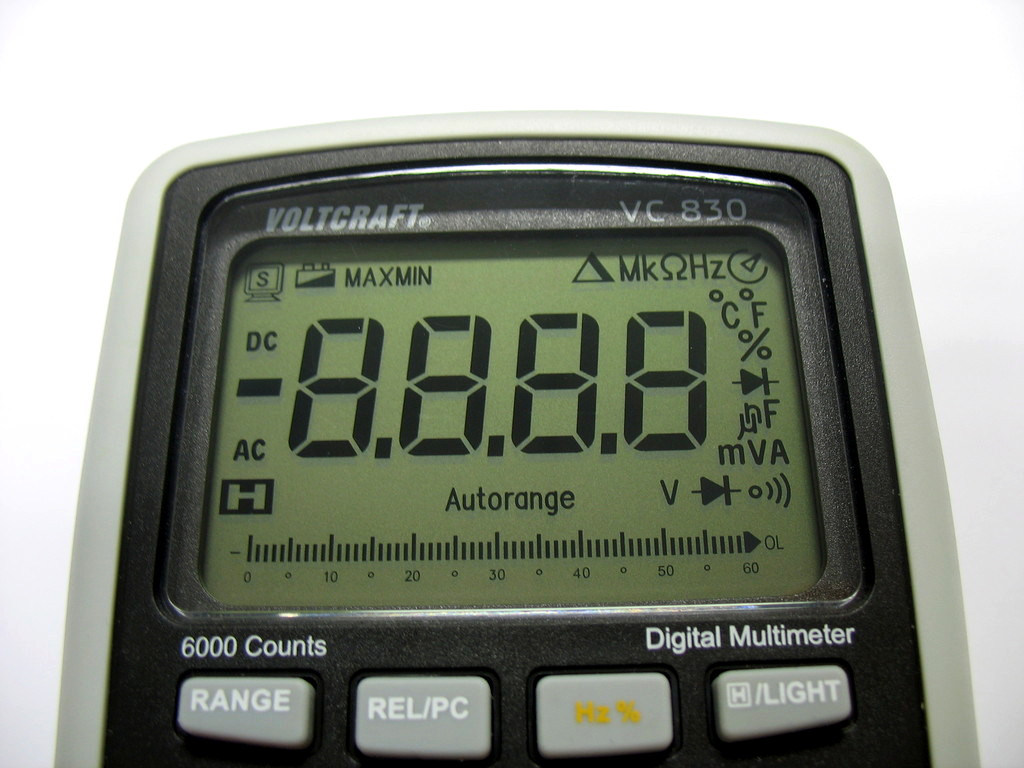 VOLTCRAFT® VC 830
S MAXMIN Δ MkΩHz
°C °F
%
DC
-8.8.8.8
µnF
AC mVA
H Autorange V
- OL
0 10 20 30 40 50 60
6000 Counts Digital Multimeter
RANGE REL/PC Hz % H/LIGHT